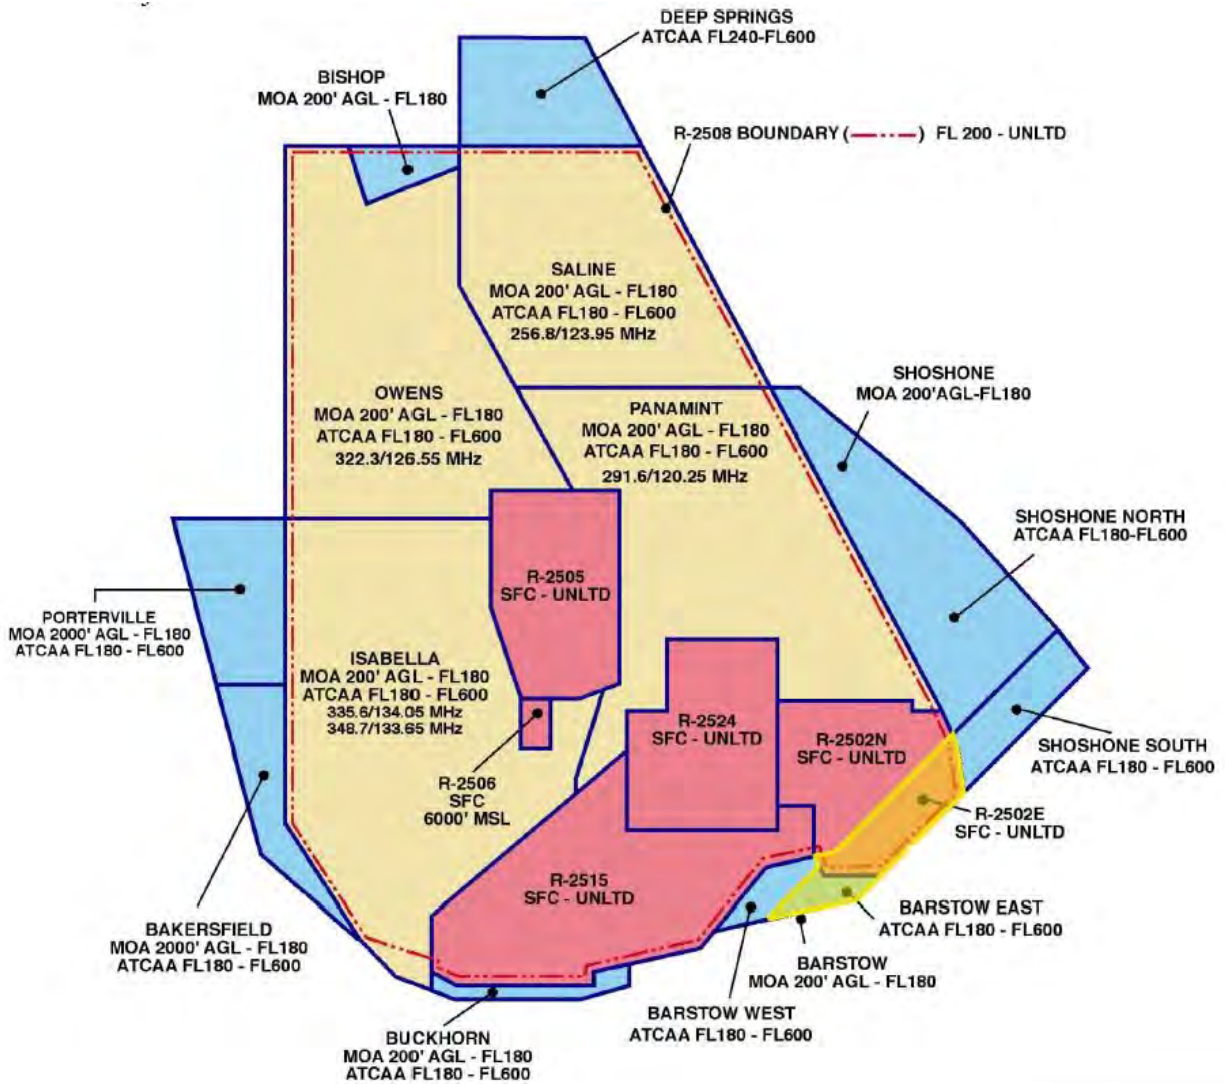 DEEP SPRINGS
ATCAA FL240-FL600
BISHOP
MOA 200' AGL - FL180
R-2508 BOUNDARY ( ) FL 200 - UNLTD
SALINE
MOA 200' AGL - FL180
ATCAA FL180 - FL600
256.8/123.95 MHz
SHOSHONE
MOA 200'AGL-FL180
OWENS
MOA 200' AGL - FL180
ATCAA FL180 - FL600
322.3/126.55 MHz
PANAMINT
MOA 200' AGL - FL180
ATCAA FL180 - FL600
291.6/120.25 MHz
SHOSHONE NORTH
ATCAA FL180-FL600
R-2505
SFC - UNLTD
PORTERVILLE
MOA 2000' AGL - FL180
ATCAA FL180 - FL600
ISABELLA
MOA 200' AGL - FL180
ATCAA FL180 - FL600
335.6/134.05 MHz
348.7/133.65 MHz
R-2524
SFC - UNLTD
R-2502N
SFC - UNLTD
SHOSHONE SOUTH
ATCAA FL180 - FL600
R-2506
SFC
6000' MSL
R-2502E
SFC - UNLTD
R-2515
SFC - UNLTD
BARSTOW EAST
ATCAA FL180 - FL600
BAKERSFIELD
MOA 2000' AGL - FL180
ATCAA FL180 - FL600
BARSTOW
MOA 200' AGL - FL180
BARSTOW WEST
ATCAA FL180 - FL600
BUCKHORN
MOA 200' AGL - FL180
ATCAA FL180 - FL600